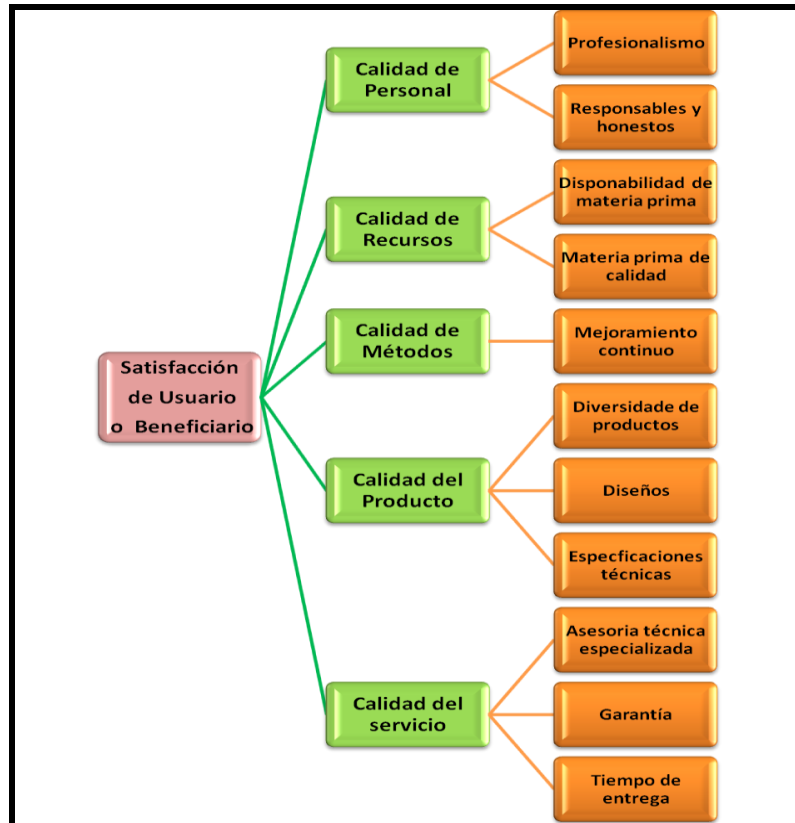 Satisfacción
de Usuario
o Beneficiario
Calidad de
Personal
Profesionalismo
Responsables y
honestos
Calidad de
Recursos
Disponabilidad de
materia prima
Materia prima de
calidad
Calidad de
Métodos
Mejoramiento
continuo
Calidad del
Producto
Diversidade de
productos
Diseños
Especficaciones
técnicas
Calidad del
servicio
Asesoria técnica
especializada
Garantía
Tiempo de
entrega